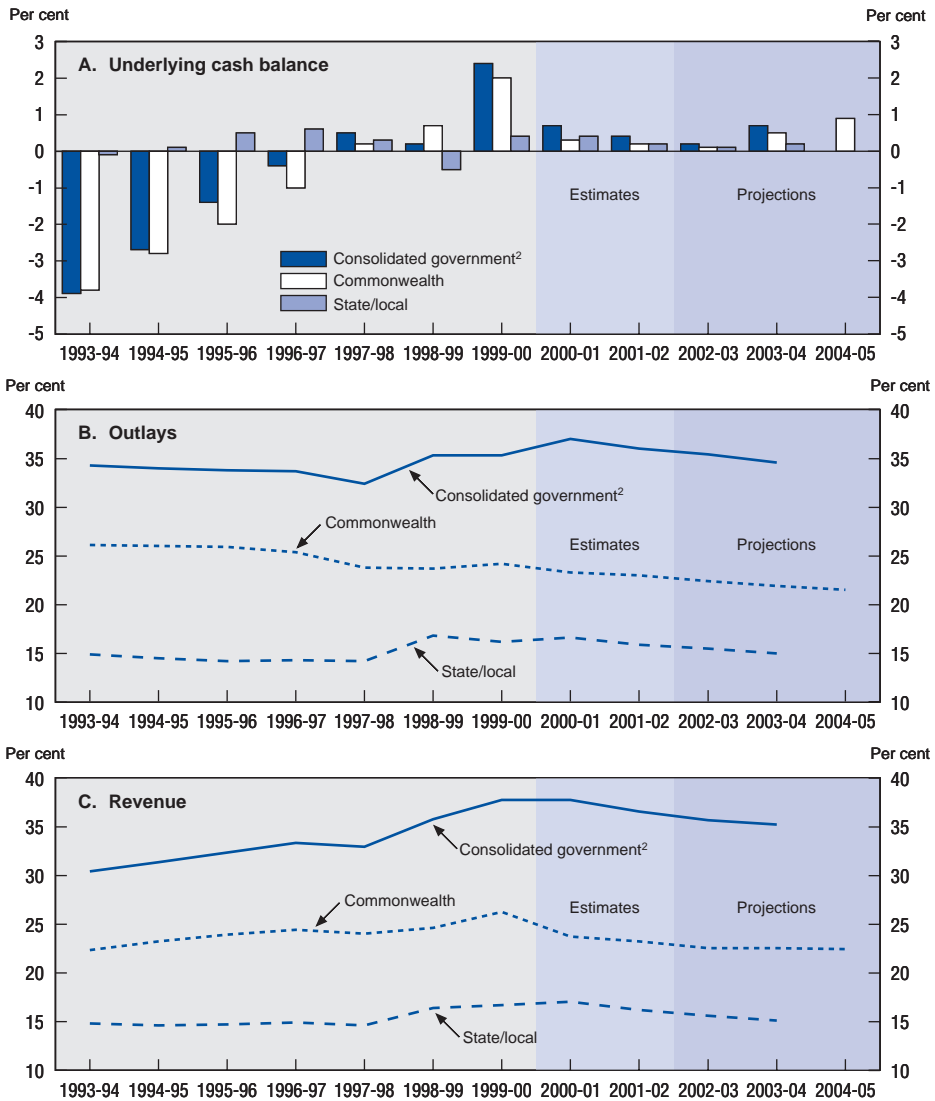 Per cent Per cent
3 3
A. Underlying cash balance
2 2
1 1
0 0
-1 Estimates Projections -1
-2 -2
-3 Consolidated government² -3
Commonwealth
-4 State/local -4
-5 -5
1993-94 1994-95 1995-96 1996-97 1997-98 1998-99 1999-00 2000-01 2001-02 2002-03 2003-04 2004-05
Per cent Per cent
40 40
B. Outlays
35 35
Consolidated government²
30 30
Commonwealth
25 Estimates Projections 25
20 20
15 15
State/local
10 10
1993-94 1994-95 1995-96 1996-97 1997-98 1998-99 1999-00 2000-01 2001-02 2002-03 2003-04 2004-05
Per cent Per cent
40 40
C. Revenue
35 35
Consolidated government²
30 30
Commonwealth
Estimates Projections
25 25
20 20
15 15
State/local
10 10
1993-94 1994-95 1995-96 1996-97 1997-98 1998-99 1999-00 2000-01 2001-02 2002-03 2003-04 2004-05